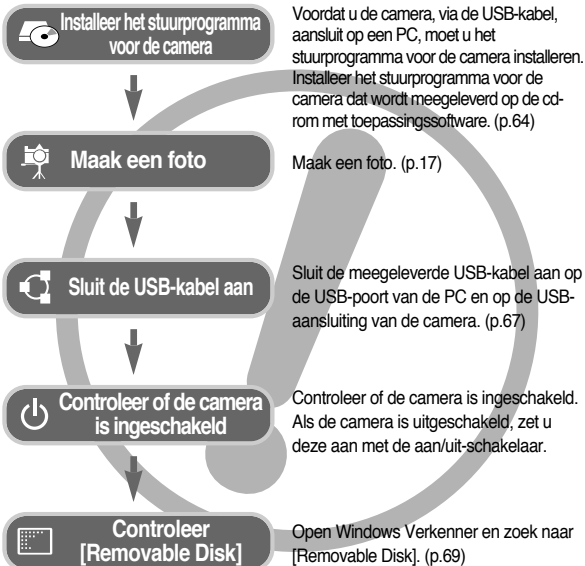 Installeer het stuurprogramma
voor de camera
Voordat u de camera, via de USB-kabel,
aansluit op een PC, moet u het
stuurprogramma voor de camera installeren.
Installeer het stuurprogramma voor de
camera dat wordt meegeleverd op de cd-
rom met toepassingssoftware. (p.64)
Maak een foto
Maak een foto. (p.17)
Sluit de USB-kabel aan
Sluit de meegeleverde USB-kabel aan op
de USB-poort van de PC en op de USB-
aansluiting van de camera. (p.67)
Controleer of de camera
is ingeschakeld
Controleer of de camera is ingeschakeld.
Als de camera is uitgeschakeld, zet u
deze aan met de aan/uit-schakelaar.
Controleer
[Removable Disk]
Open Windows Verkenner en zoek naar
[Removable Disk]. (p.69)